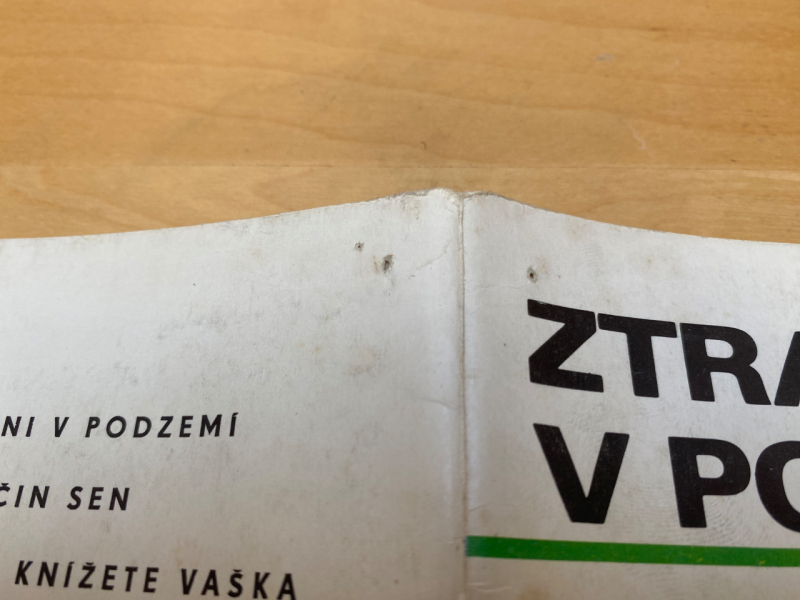 NI V PODZEMÍ
ČIN SEN
KNÍŽETE VAŠKA
ZTRA
V PO